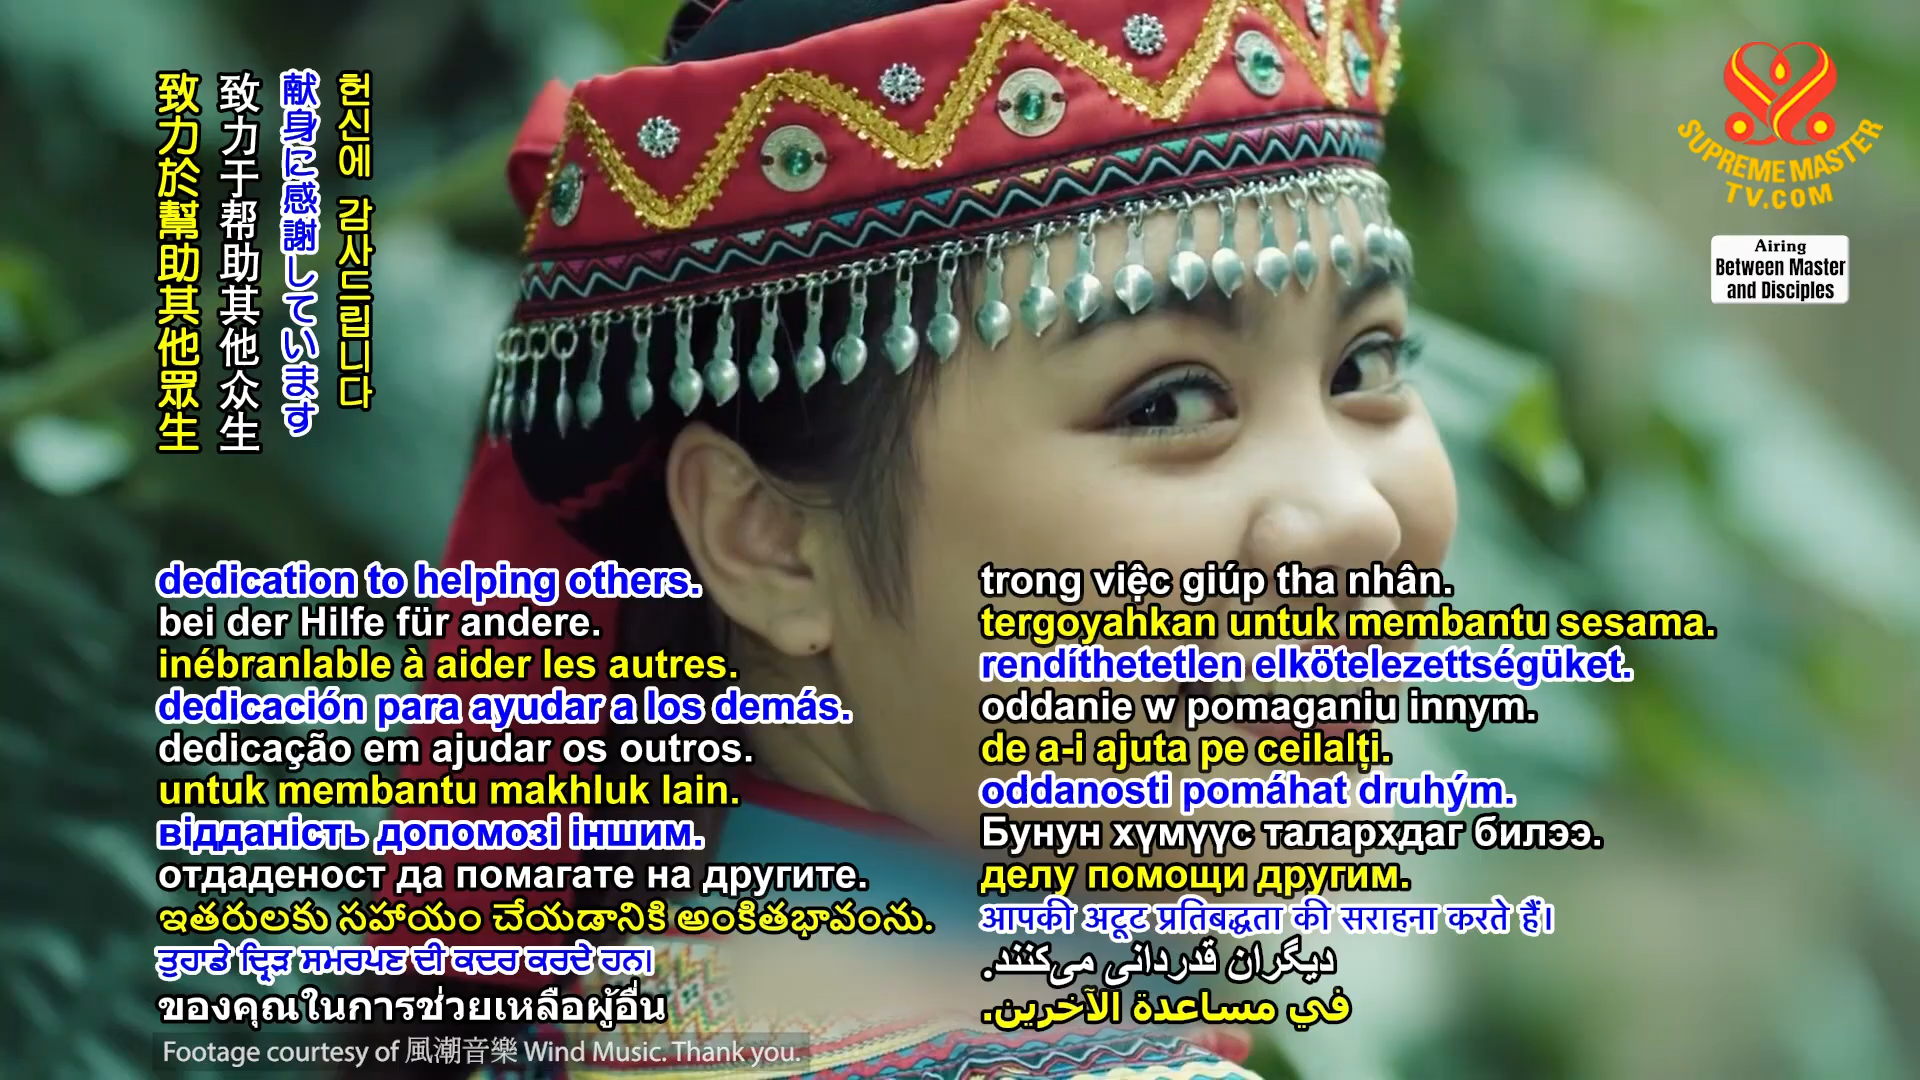 致力於幫助其他眾生
致力于帮助其他众生
献身に感謝しています
헌신에 감사드립니다
SUPREME MASTER
TV.COM
Airing
Between Master
and Disciples
dedication to helping others.
bei der Hilfe für andere.
inébranlable à aider les autres.
dedicación para ayudar a los demás.
dedicação em ajudar os outros.
untuk membantu makhluk lain.
відданість допомозі іншим.
отдаденост да помагате на другите.
ఇతరులకు సహాయం చేయడానికి అంకితభావంను.
ਤੁਹਾਡੇ ਦ੍ਰਿੜ ਸਮਰਪਣ ਦੀ ਕਦਰ ਕਰਦੇ ਹਨ।
ของคุณในการช่วยเหลือผู้อื่น
trong việc giúp tha nhân.
tergoyahkan untuk membantu sesama.
rendíthetetlen elkötelezettségüket.
oddanie w pomaganiu innym.
de a-i ajuta pe ceilalți.
oddanosti pomáhat druhým.
Бунун хүмүүс талархдаг билээ.
делу помощи другим.
आपकी अटूट प्रतिबद्धता की सराहना करते हैं।
دیگران قدردانی می‌کنند.
في مساعدة الآخرين.
Footage courtesy of 風潮音樂 Wind Music. Thank you.